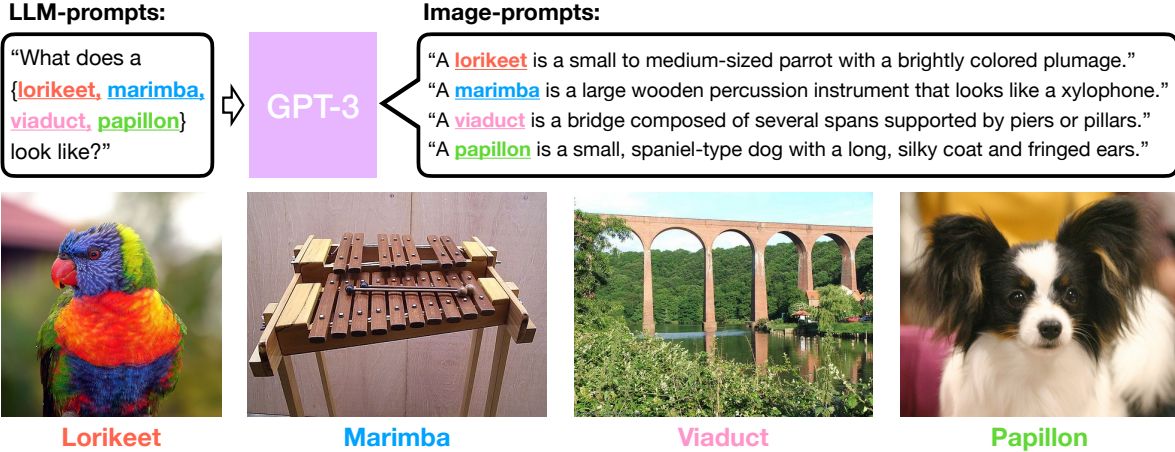 LLM-prompts:
“What does a
{lorikeet, marimba,
viaduct, papillon}
look like?”
GPT-3
Image-prompts:
“A lorikeet is a small to medium-sized parrot with a brightly colored plumage.”
“A marimba is a large wooden percussion instrument that looks like a xylophone.”
“A viaduct is a bridge composed of several spans supported by piers or pillars.”
“A papillon is a small, spaniel-type dog with a long, silky coat and fringed ears.”
Lorikeet
Marimba
Viaduct
Papillon